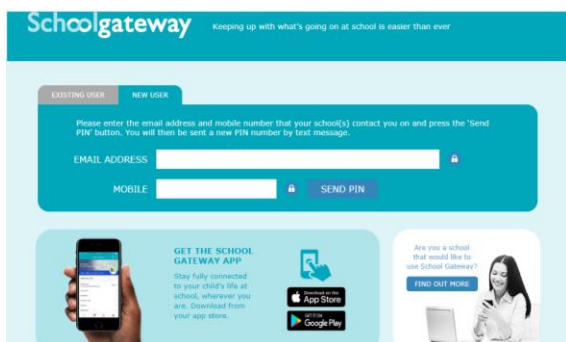 Schoolgateway
Keeping up with what's going on at school is easier than ever
EXISTING USER
NEW USER
Please enter the email address and mobile number that your school(s) contact you on and press the 'Send
PIN' button. You will then be sent a new PIN number by text message.
EMAIL ADDRESS
MOBILE
SEND PIN
GET THE SCHOOL
GATEWAY APP
Stay fully connected
to your child's life at
school, wherever you
are. Download from
your app store.
Download on the
App Store
GET IT ON
Google Play
Are you a school
that would like to
use School Gateway?
FIND OUT MORE